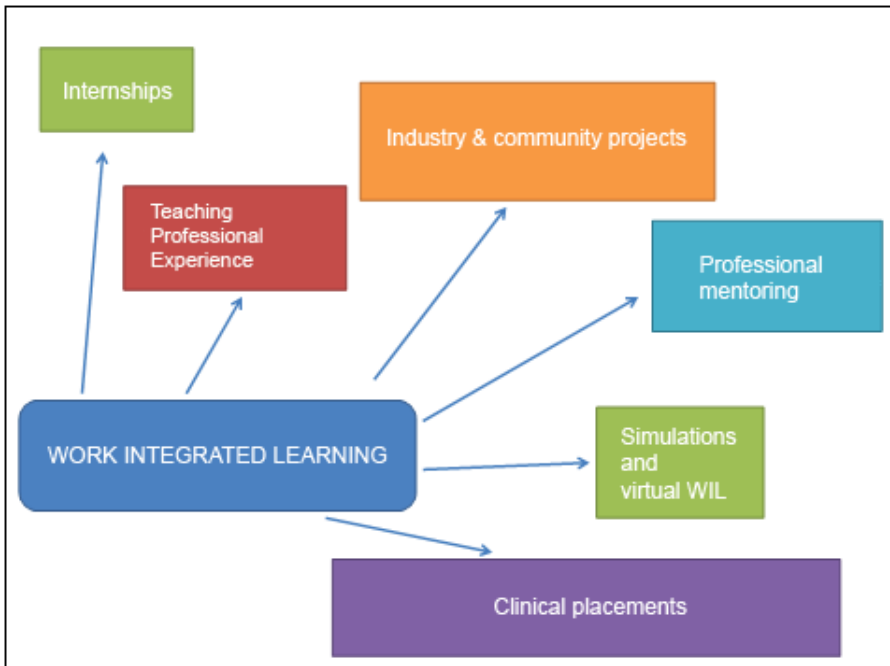 Internships
Industry & community projects
Teaching
Professional
Experience
Professional
mentoring
WORK INTEGRATED LEARNING
Simulations
and
virtual WIL
Clinical placements